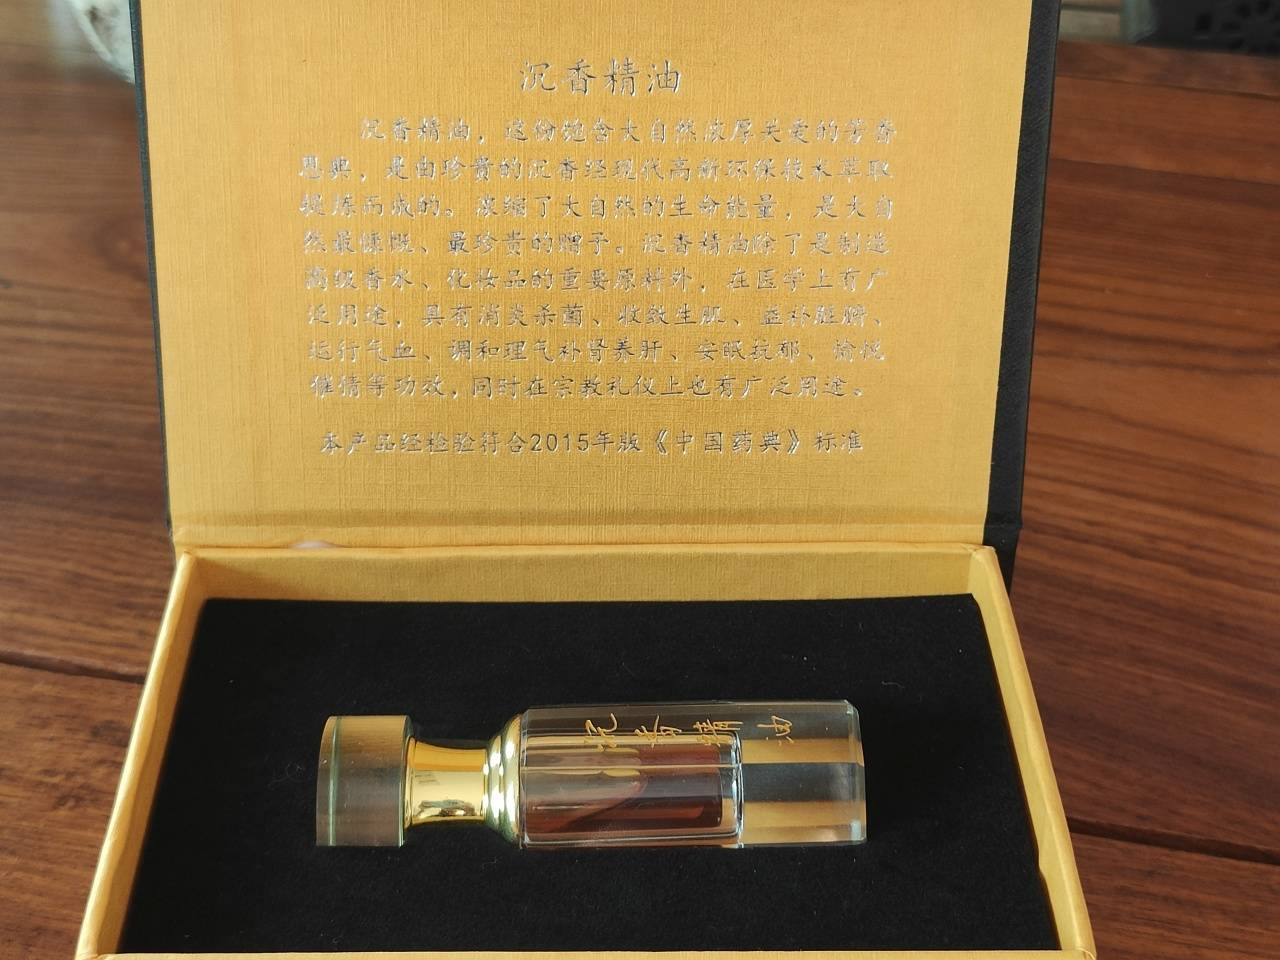 沉香精油
沉香精油，这份饱含大自然浓厚关爱的芳香
恩典，是由珍贵的沉香经现代高新环保技术萃取
提炼而成的。浓缩了大自然的生命能量，是大自
然最慷慨、最珍贵的赠予。沉香精油除了是制造
高级香水、化妆品的重要原料外，在医学上有广
泛用途，具有消炎杀菌、收敛生肌、益补脏腑、
运行气血、调和理气补肾养肝、安眠抗郁、愉悦
催情等功效，同时在宗教礼仪上也有广泛用途。
本产品经检验符合2015年版《中国药典》标准
沉香精油